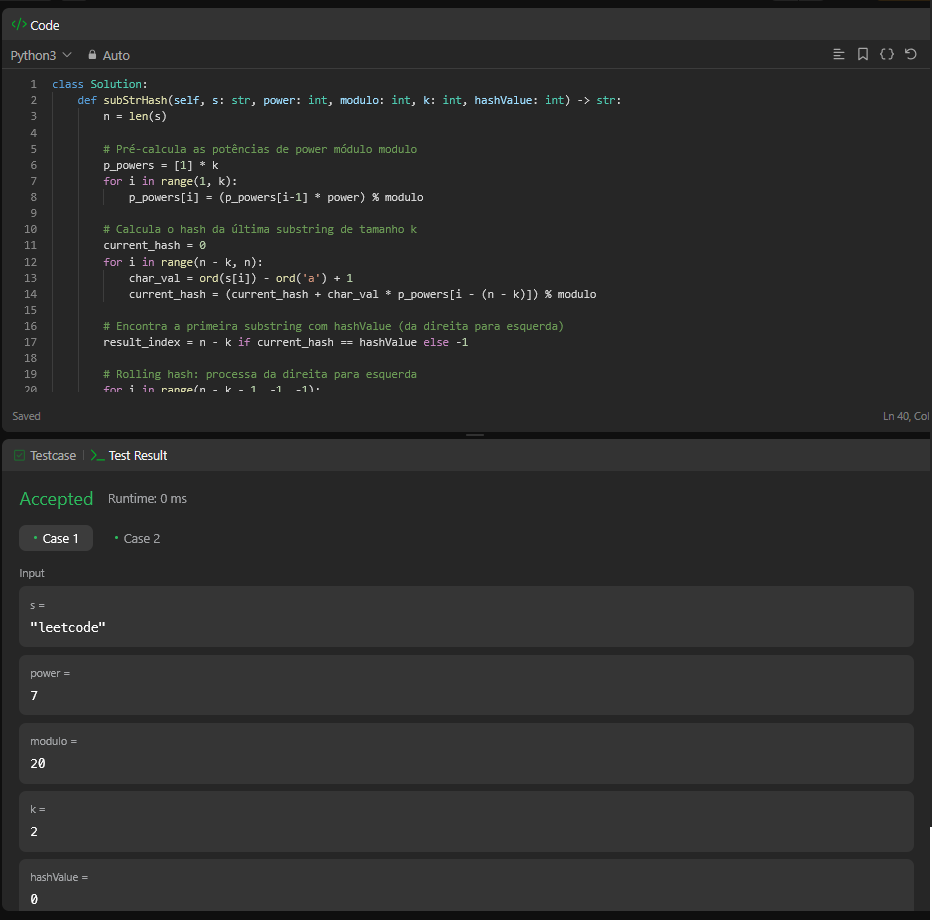 </> Code
Python3 Auto
1 class Solution:
2 def subStrHash(self, s: str, power: int, modulo: int, k: int, hashValue: int) -> str:
3 n = len(s)
4
5 # Pré-calcula as potências de power módulo modulo
6 p_powers = [1] * k
7 for i in range(1, k):
8 p_powers[i] = (p_powers[i-1] * power) % modulo
9
10 # Calcula o hash da última substring de tamanho k
11 current_hash = 0
12 for i in range(n - k, n):
13 char_val = ord(s[i]) - ord('a') + 1
14 current_hash = (current_hash + char_val * p_powers[i - (n - k)]) % modulo
15
16 # Encontra a primeira substring com hashValue (da direita para esquerda)
17 result_index = n - k if current_hash == hashValue else -1
18
19 # Rolling hash: processa da direita para esquerda
20 for i in range(n - k - 1, -1, -1):
Saved Ln 40, Col
Testcase >_ Test Result
Accepted Runtime: 0 ms
Case 1 Case 2
Input
s =
"leetcode"
power =
7
modulo =
20
k =
2
hashValue =
0